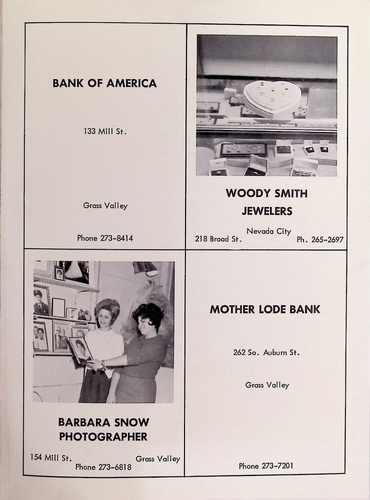 BANK OF AMERICA
133 Mill St.
Grass Valley
Phone 273-8414
WOODY SMITH
JEWELERS
Nevada City
218 Broad St. Ph. 265-2697
BARBARA SNOW
PHOTOGRAPHER
154 Mill St. Grass Valley
Phone 273-6818
MOTHER LODE BANK
262 So. Auburn St.
Grass Valley
Phone 273-7201